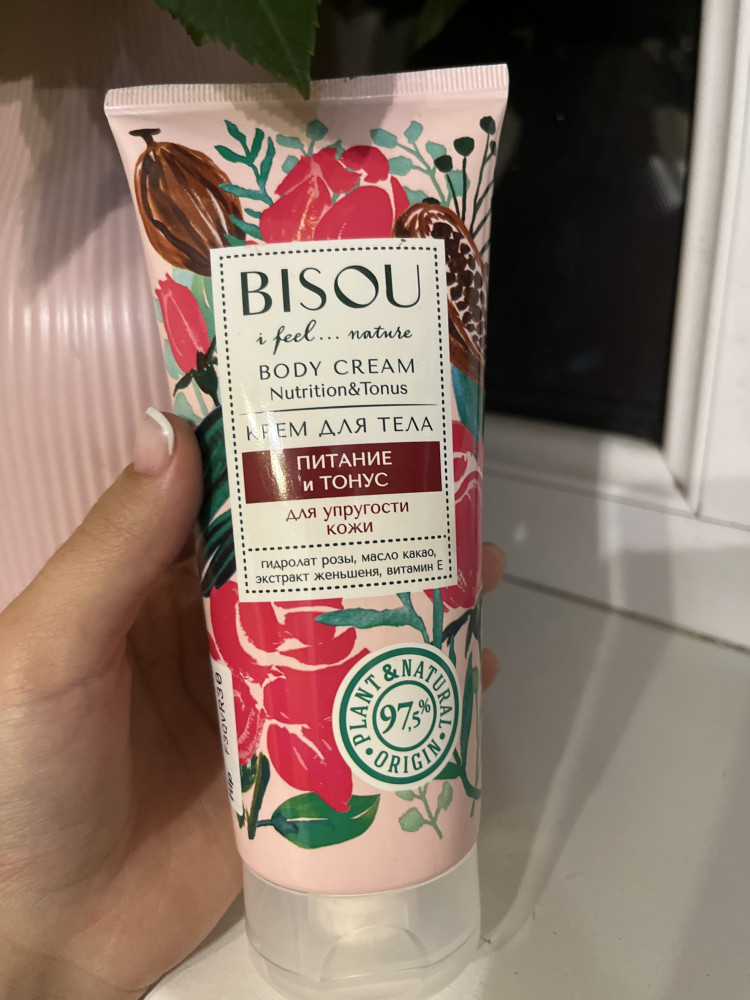 BISOU
i feel... nature
BODY CREAM
Nutrition&Tonus
КРЕМ ДЛЯ ТЕЛА
ПИТАНИЕ
и ТОНУС
для упругости
кожи
гидролат розы, масло какао,
экстракт женьшеня, витамин Е
PLANT & NATURAL
97,5%
• ORIGIN •